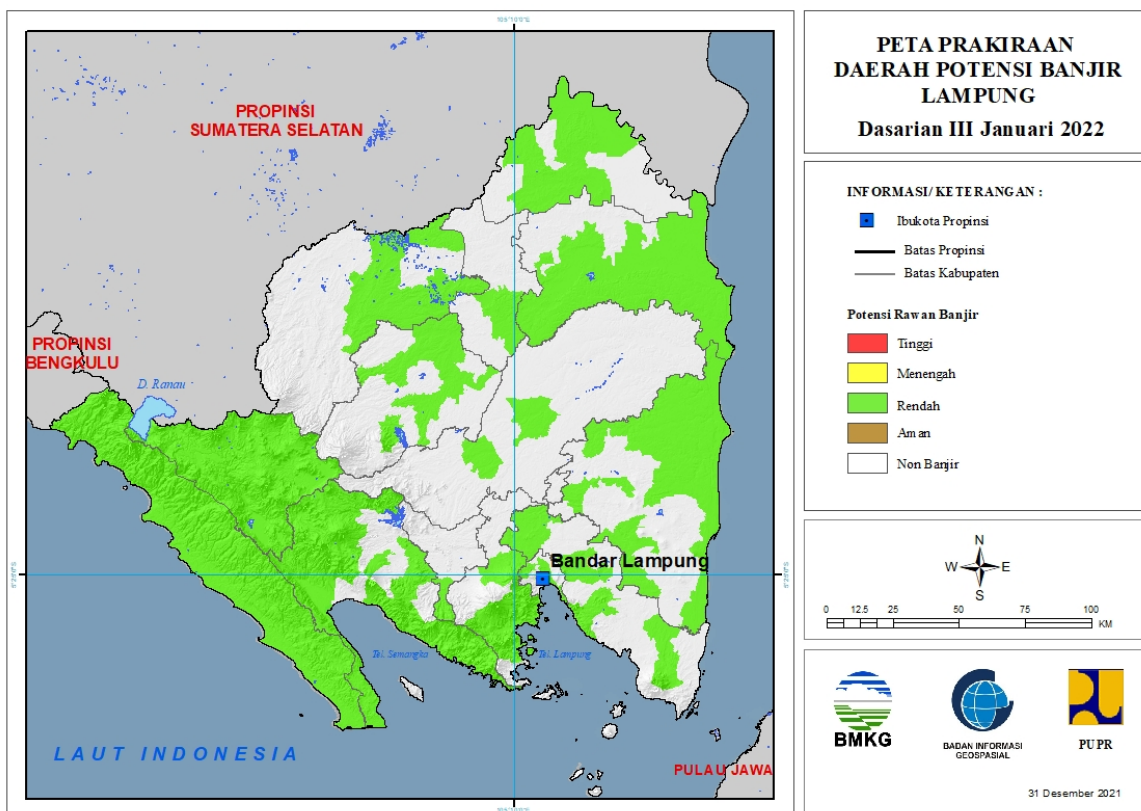 PETA PRAKIRAAN
DAERAH POTENSI BANJIR
LAMPUNG
Dasarian III Januari 2022
INFORMASI/ KETERANGAN :
Ibukota Propinsi
Batas Propinsi
Batas Kabupaten
Potensi Rawan Banjir
Tinggi
Menengah
Rendah
Aman
Non Banjir
N
W E
S
0 12.5 25 50 75 100
KM
BMKG
BADAN INFORMASI
GEOSPASIAL
PUPR
31 Desember 2021
PROPINSI
SUMATERA SELATAN
PROPINSI
BENGKULU
D. Ranau
Bandar Lampung
Tel. Semangka
Tel. Lampung
LAUT INDONESIA
PULAU JAWA